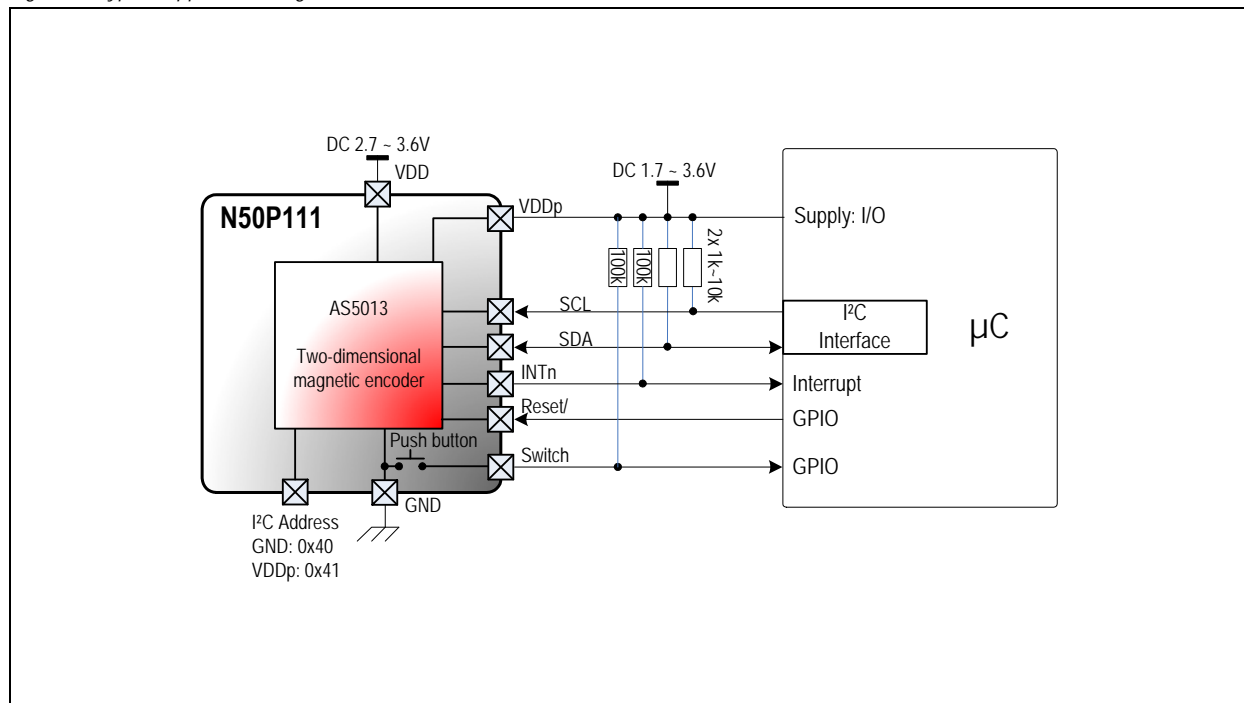 DC 2.7 ~ 3.6V
VDD
DC 1.7 ~ 3.6V
N50P111
VDDp
Supply: I/O
100k
100k
2x 1k~10k
AS5013
Two-dimensional
magnetic encoder
SCL
SDA
INTn
Reset/
Switch
Push button
I²C
Interface
µC
Interrupt
GPIO
GPIO
GND
I²C Address
GND: 0x40
VDDp: 0x41